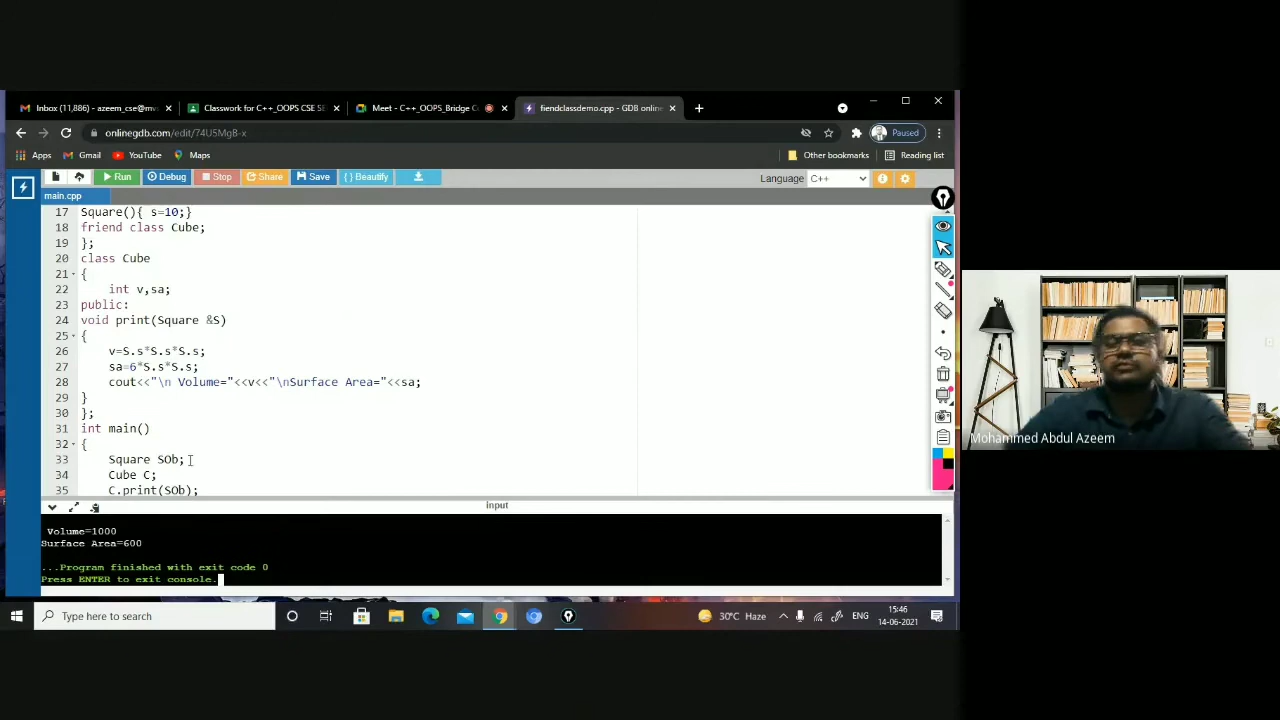 Inbox (11,886) - azeem_cse@mv
Classwork for C++_OOPS CSE SE
Meet - C++_OOPS_Bridge C
fiendclassdemo.cpp - GDB online
onlinegdb.com/edit/74U5MgB-x
Paused
Apps
Gmail
YouTube
Maps
Other bookmarks
Reading list
Run
Debug
Stop
Share
Save
{ } Beautify
Language
C++
main.cpp
17 Square(){ s=10;}
18 friend class Cube;
19 };
20 class Cube
21 {
22 int v,sa;
23 public:
24 void print(Square &S)
25 {
26 v=S.s*S.s*S.s;
27 sa=6*S.s*S.s;
28 cout<<"\n Volume="<<v<<"\nSurface Area="<<sa;
29 }
30 };
31 int main()
32 {
33 Square SOb;
34 Cube C;
35 C.print(SOb);
input
Volume=1000
Surface Area=600
...Program finished with exit code 0
Press ENTER to exit console.
Type here to search
30°C Haze
ENG
15:46
14-06-2021
Mohammed Abdul Azeem